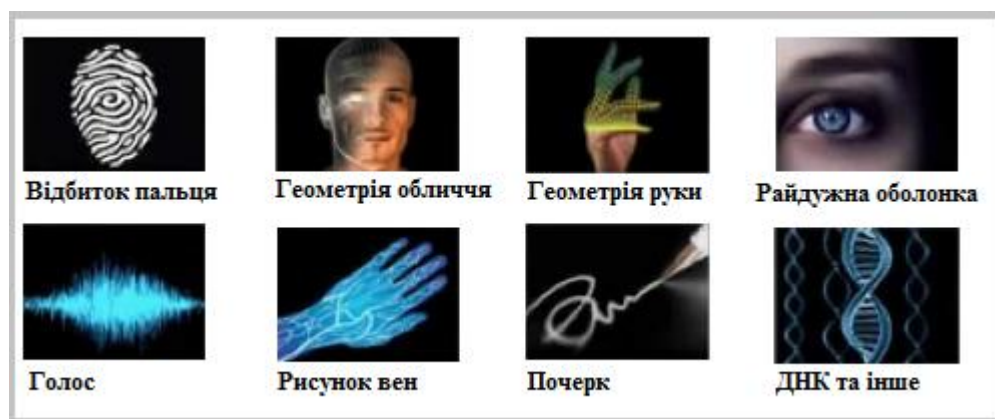 Відбиток пальця
Геометрія обличчя
Геометрія руки
Райдужна оболонка
Голос
Рисунок вен
Почерк
ДНК та інше